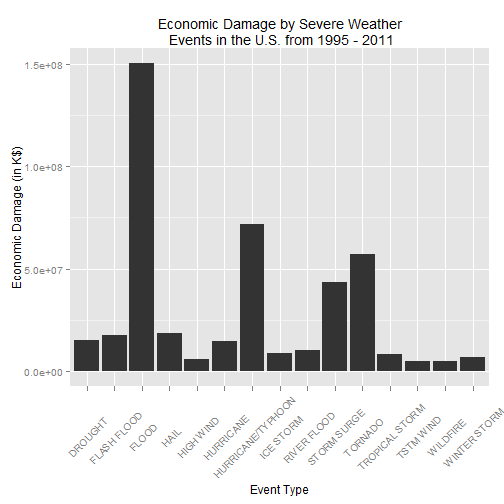 Economic Damage by Severe Weather
Events in the U.S. from 1995 - 2011
Economic Damage (in K$)
1.5e+08
1.0e+08
5.0e+07
0.0e+00
DROUGHT
FLASH FLOOD
FLOOD
HAIL
HIGH WIND
HURRICANE
HURRICANE/TYPHOON
ICE STORM
RIVER FLOOD
STORM SURGE
TORNADO
TROPICAL STORM
TSTM WIND
WILDFIRE
WINTER STORM
Event Type